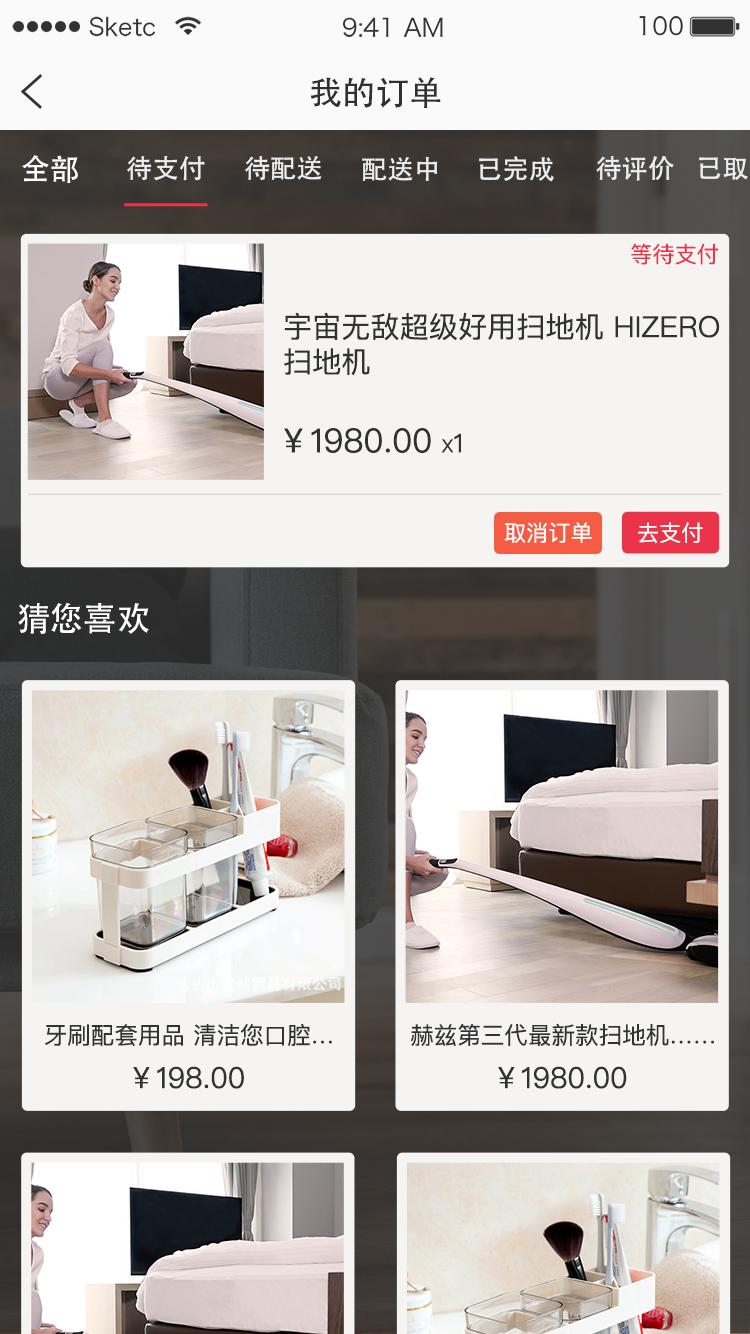 Sketc
9:41 AM
100
我的订单
全部 待支付 待配送 配送中 已完成 待评价 已取
等待支付
宇宙无敌超级好用扫地机 HIZERO
扫地机
¥1980.00 x1
取消订单 去支付
猜您喜欢
牙刷配套用品 清洁您口腔...
¥198.00
赫兹第三代最新款扫地机......
¥1980.00